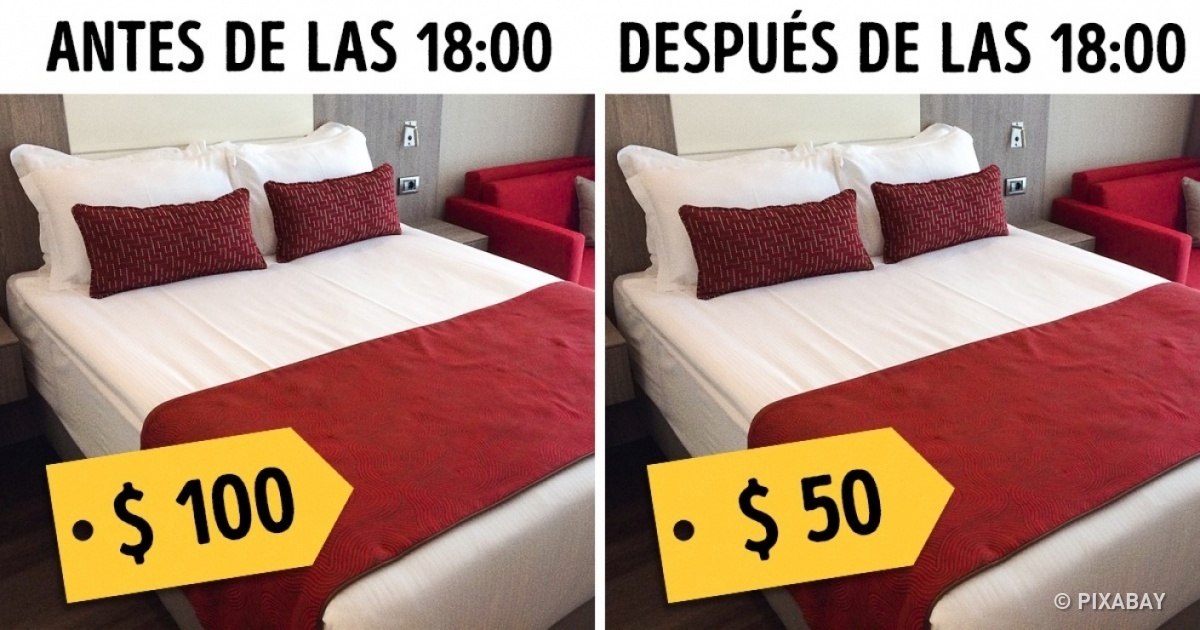 ANTES DE LAS 18:00
DESPUÉS DE LAS 18:00
$ 100
$ 50
© PIXABAY